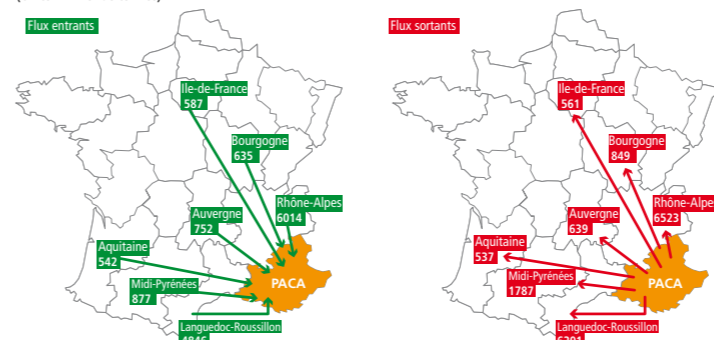 Flux entrants
Ile-de-France
587
Bourgogne
635
Rhône-Alpes
6014
Auvergne
752
Aquitaine
542
Midi-Pyrénées
877
PACA
Languedoc-Roussillon
4846
Flux sortants
Ile-de-France
561
Bourgogne
849
Rhône-Alpes
6523
Auvergne
639
Aquitaine
537
Midi-Pyrénées
1787
PACA
Languedoc-Roussillon